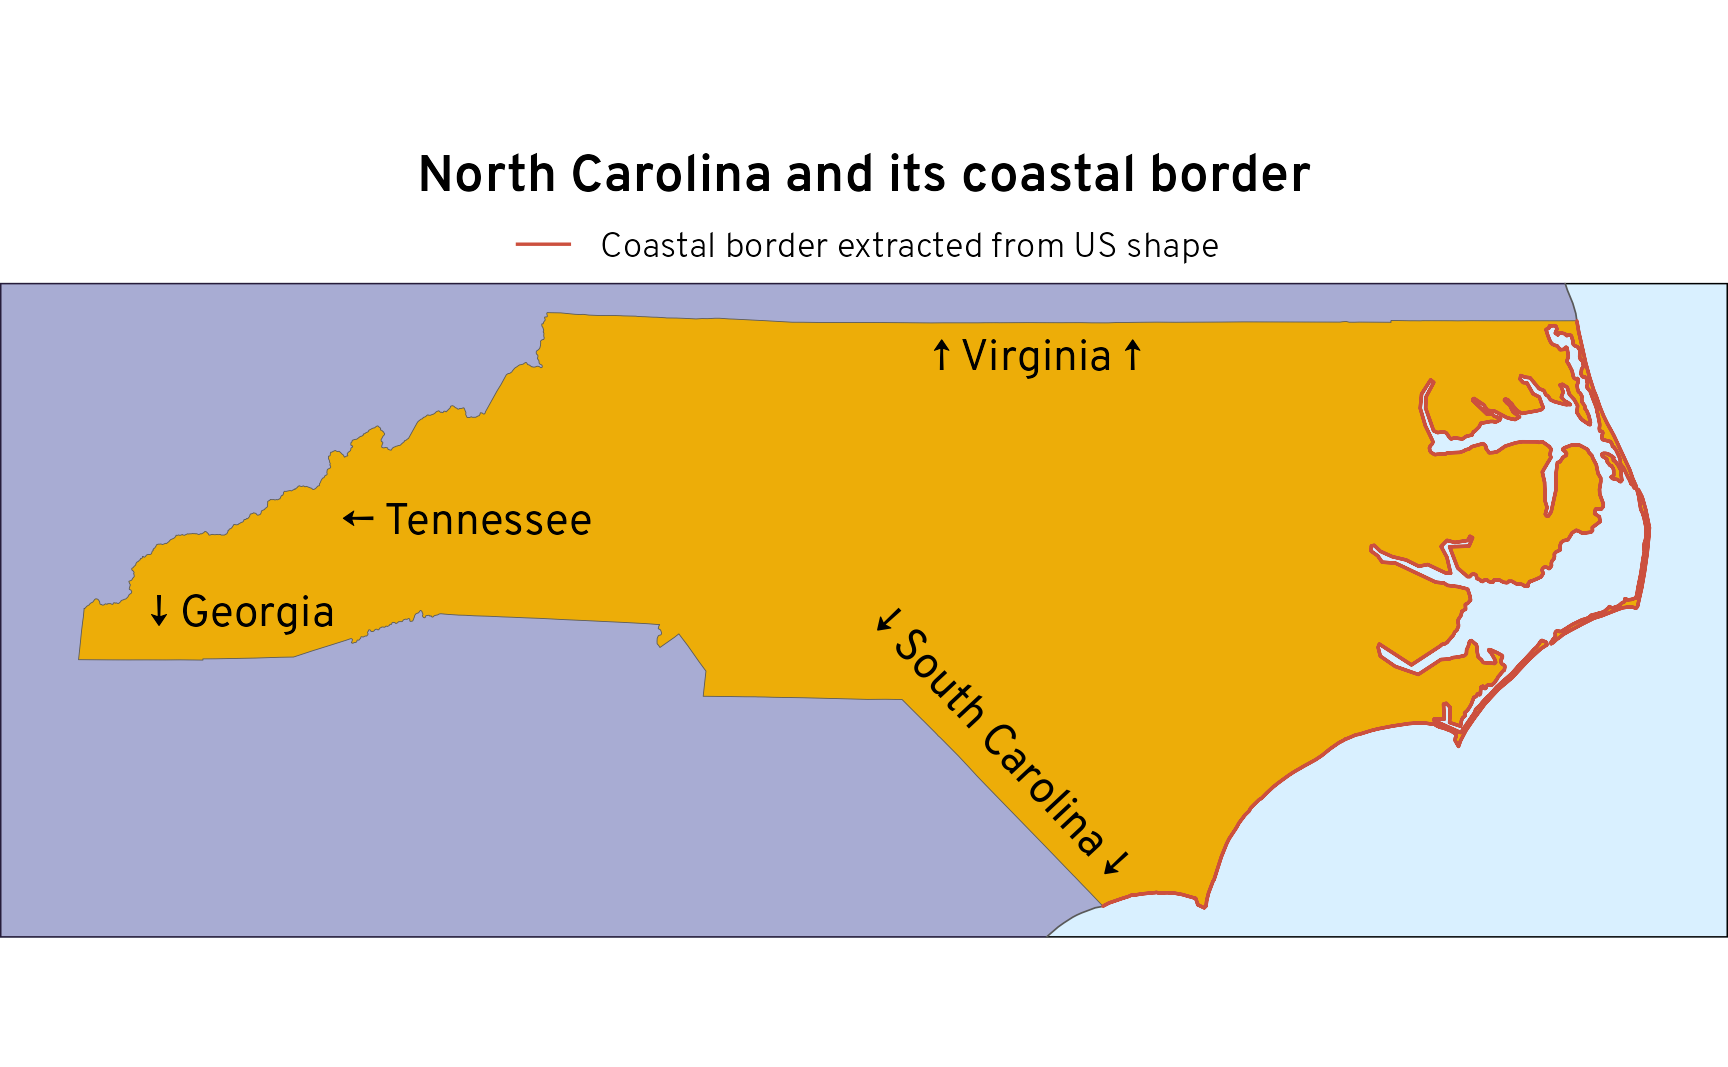 North Carolina and its coastal border
Coastal border extracted from US shape
↑ Virginia ↑
← Tennessee
↓ Georgia
↓ South Carolina ↓